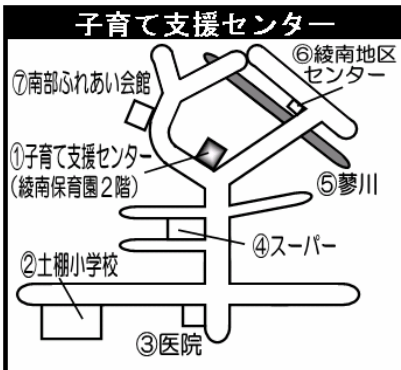 子育て支援センター
⑥綾南地区
センター
⑦南部ふれあい会館
①子育て支援センター
(綾南保育園2階)
⑤蓼川
④スーパー
②土棚小学校
③医院